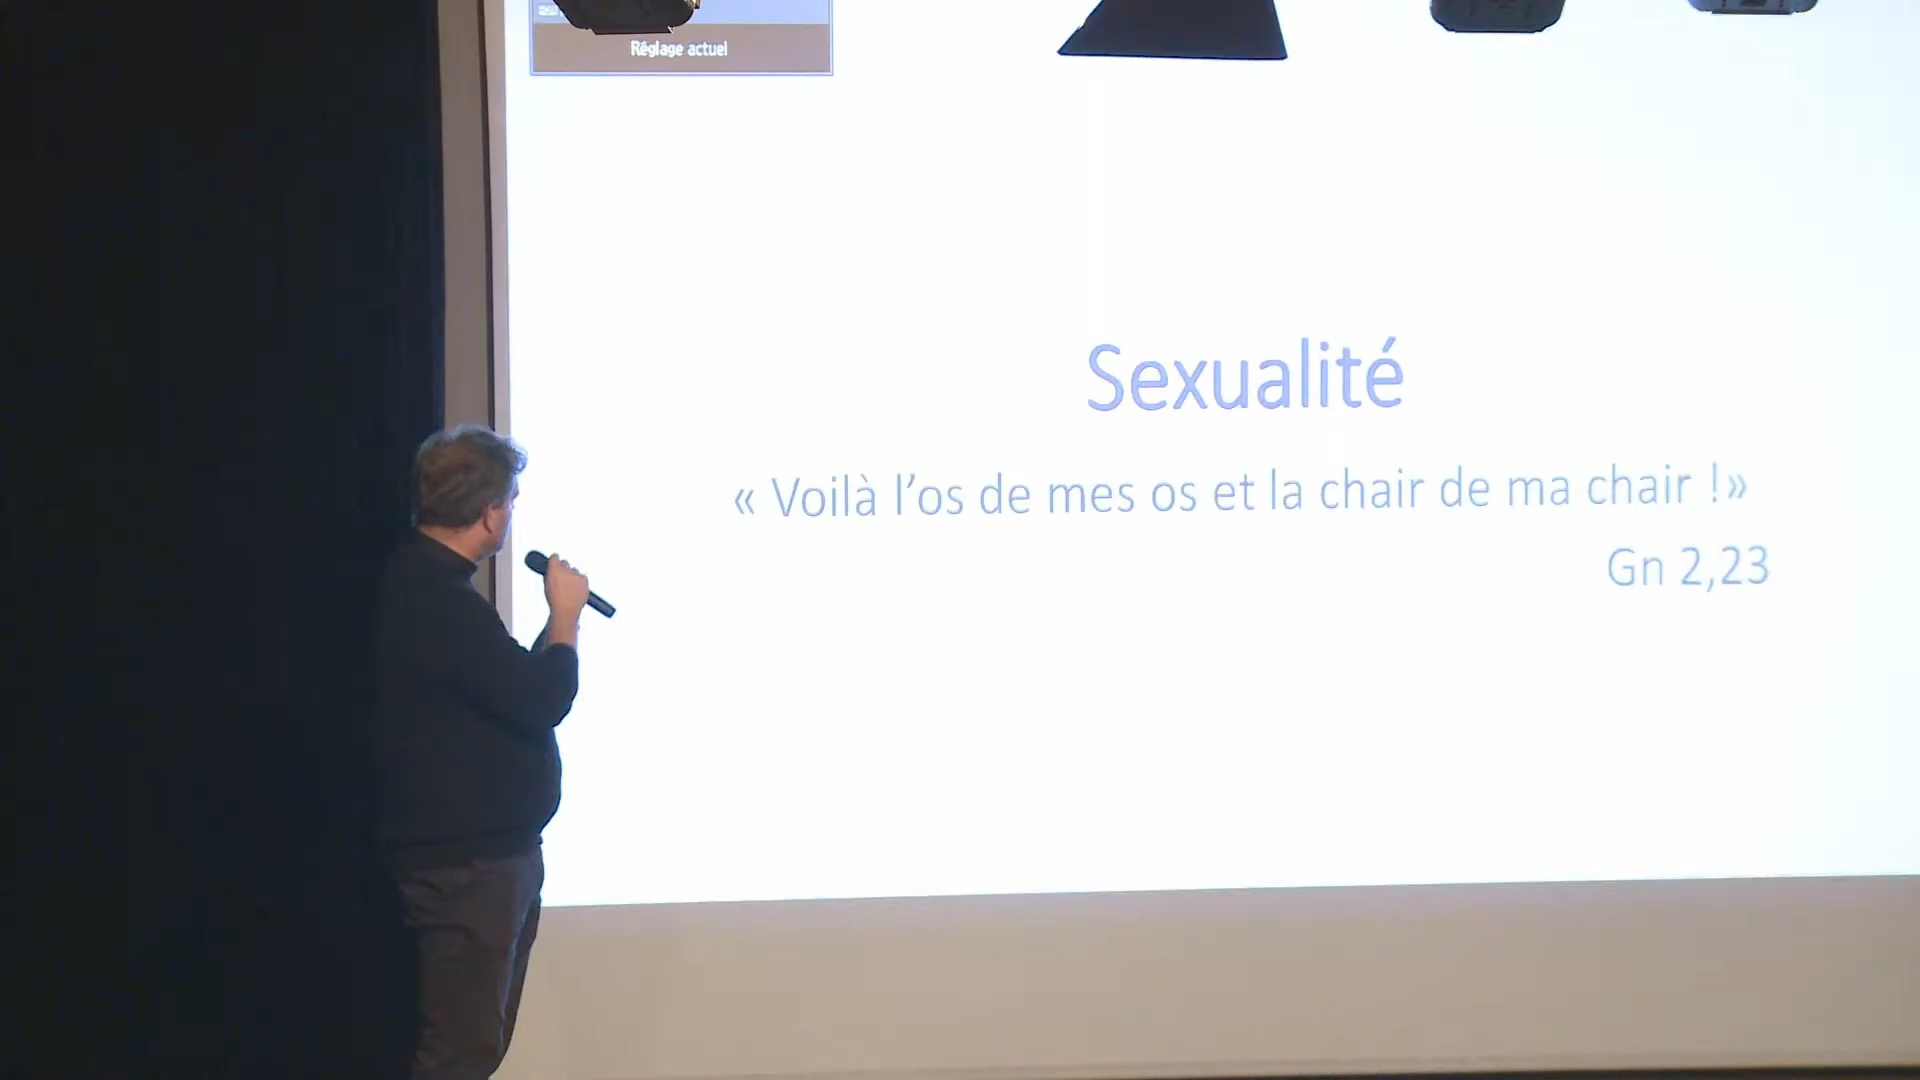 Réglage actuel
Sexualité
« Voilà l’os de mes os et la chair de ma chair !»
Gn 2,23